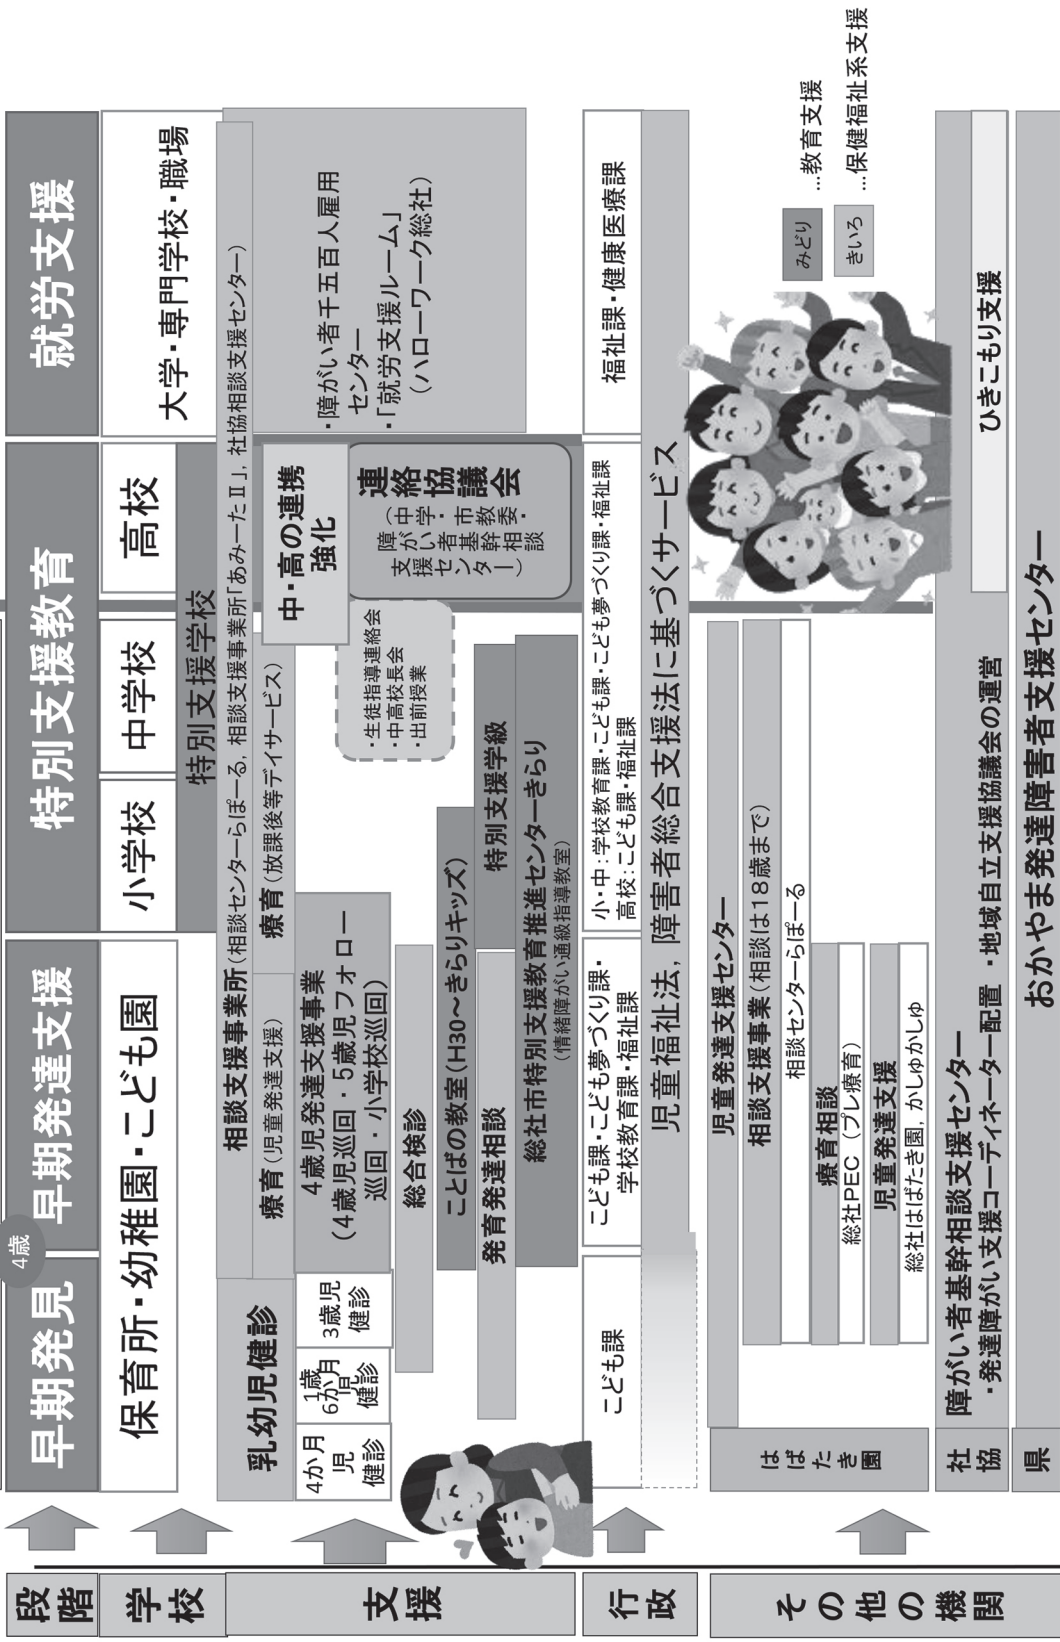 段階
早期発見
4歳
早期発達支援
特別支援教育
就労支援
学校
保育所・幼稚園・こども園
小学校
中学校
高校
大学・専門学校・職場
特別支援学校
支援
乳幼児健診
4か月
児
健診
1歳
6か月
児
健診
3歳児
健診
相談支援事業所(相談センターらぽーる, 相談支援事業所「あみーたⅡ」, 社協相談支援センター)
療育(児童発達支援)
療育(放課後等デイサービス)
4歳児発達支援事業
(4歳児巡回・5歳児フォロー
巡回・小学校巡回)
総合検診
ことばの教室(H30~きらりキッズ)
発育発達相談
特別支援学級
総社市特別支援教育推進センターきらり
(情緒障がい通級指導教室)
・生徒指導連絡会
・中高校長会
・出前授業
中・高の連携
強化
連絡協議会
(中学・市教委・
障がい者基幹相談
支援センター)
・障がい者千五百人雇用
センター
・「就労支援ルーム」
(ハローワーク総社)
行政
こども課
こども課・こども夢づくり課・
学校教育課・福祉課
小・中:学校教育課・こども課・こども夢づくり課・福祉課
高校:こども課・福祉課
福祉課・健康医療課
児童福祉法, 障害者総合支援法に基づくサービス
その他の機関
はばたき園
児童発達支援センター
相談支援事業(相談は18歳まで)
相談センターらぽーる
療育相談
総社PEC(プレ療育)
児童発達支援
総社はばたき園, かしゅかしゅ
みどり
…教育支援
きいろ
…保健福祉系支援
社協
障がい者基幹相談支援センター
・発達障がい支援コーディネーター配置 ・地域自立支援協議会の運営
ひきこもり支援
県
おかやま発達障害者支援センター